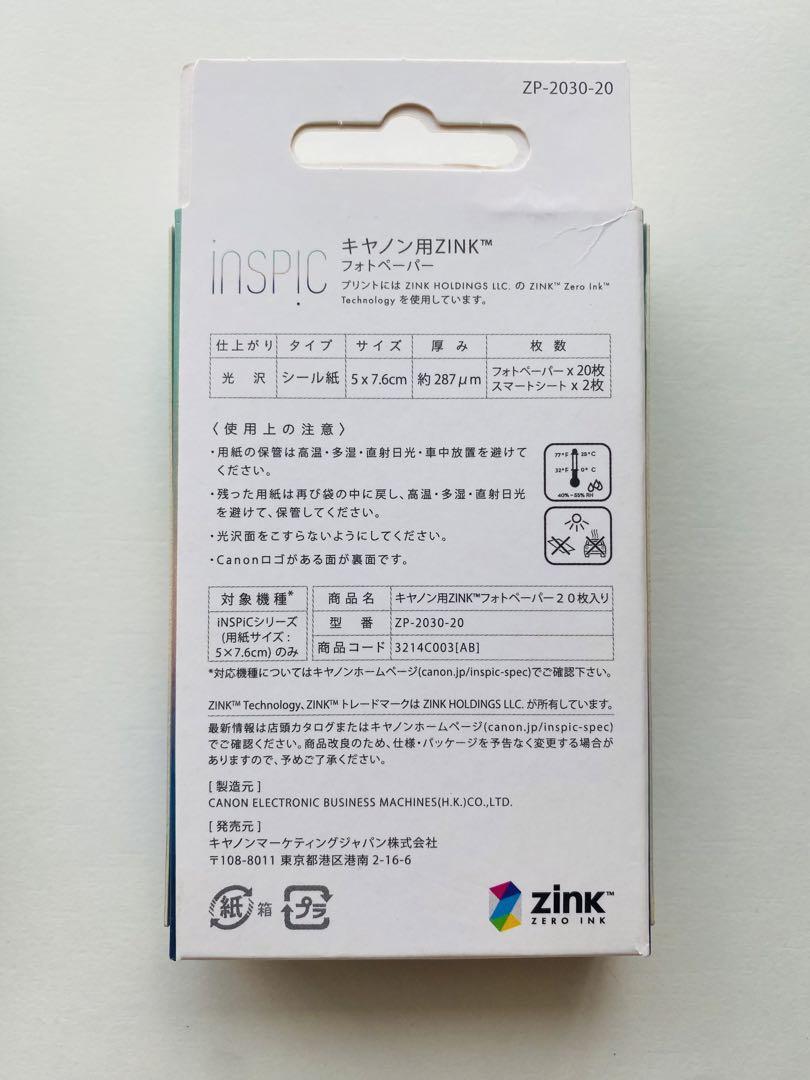 ZP-2030-20
iNSPiC
キヤノン用ZINK™
フォトペーパー
プリントには ZINK HOLDINGS LLC. の ZINK™ Zero Ink™
Technology を使用しています。
仕上がり タイプ サイズ 厚み 枚数
光沢 シール紙 5 x 7.6cm 約 287μm フォトペーパー x 20枚
スマートシート x 2枚
〈使用上の注意〉
・用紙の保管は高温・多湿・直射日光・車中放置を避けて
ください。
・残った用紙は再び袋の中に戻し、高温・多湿・直射日光
を避けて、保管してください。
・光沢面をこすらないようにしてください。
・Canonロゴがある面が裏面です。
77°F 25°C
32°F 0°C
40% - 55% RH
対象機種*
iNSPiCシリーズ
(用紙サイズ:
5×7.6cm) のみ
商品名 キヤノン用ZINK™フォトペーパー20枚入り
型番 ZP-2030-20
商品コード 3214C003[AB]
*対応機種についてはキヤノンホームページ(canon.jp/inspic-spec)でご確認下さい。
ZINK™ Technology、ZINK™ トレードマークは ZINK HOLDINGS LLC. が所有しています。
最新情報は店頭カタログまたはキヤノンホームページ(canon.jp/inspic-spec)
でご確認ください。商品改良のため、仕様・パッケージを予告なく変更する場合が
ありますので、予めご了承ください。
[製造元]
CANON ELECTRONIC BUSINESS MACHINES(H.K.)CO.,LTD.
[発売元]
キヤノンマーケティングジャパン株式会社
〒108-8011 東京都港区港南 2-16-6
紙 箱 プラ
zink™
ZERO INK